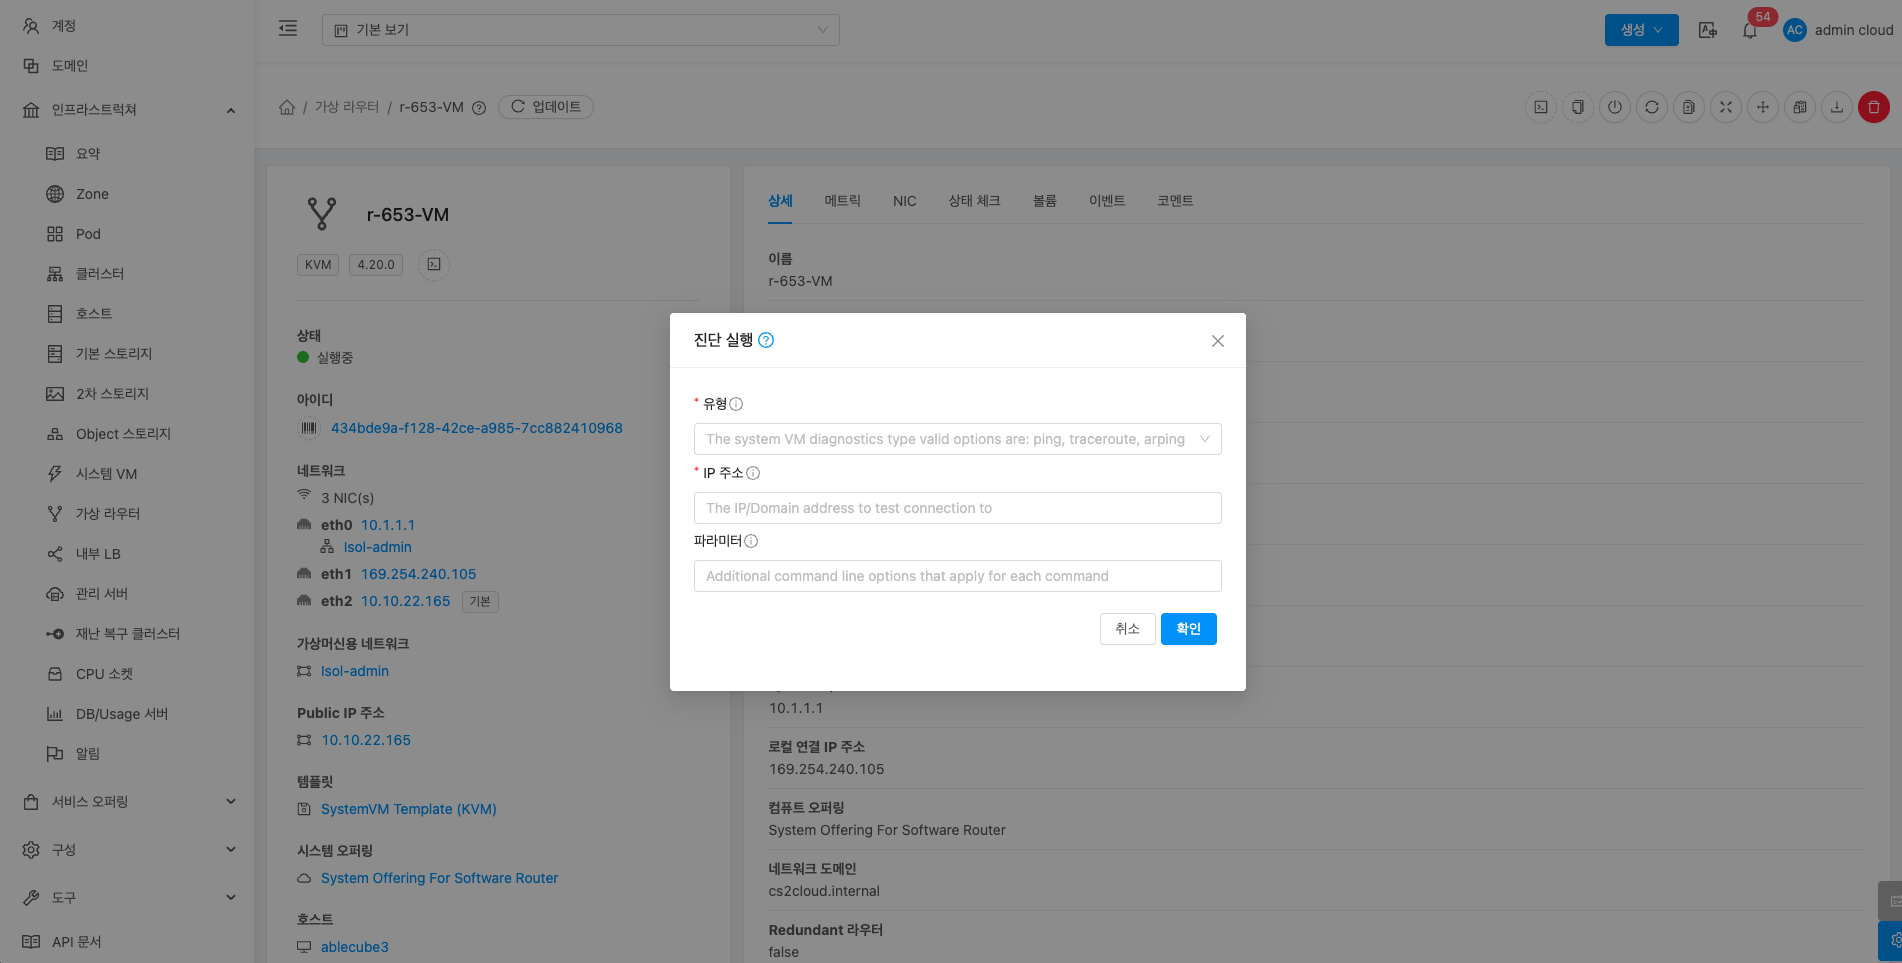 계정
도메인
인프라스트럭쳐
요약
Zone
Pod
클러스터
호스트
기본 스토리지
2차 스토리지
Object 스토리지
시스템 VM
가상 라우터
내부 LB
관리 서버
재난 복구 클러스터
CPU 소켓
DB/Usage 서버
알림
서비스 오퍼링
구성
도구
API 문서
기본 보기
생성
54
AC
admin cloud
/ 가상 라우터 / r-653-VM
업데이트
r-653-VM
KVM
4.20.0
상태
실행중
아이디
434bde9a-f128-42ce-a985-7cc882410968
네트워크
3 NIC(s)
eth0 10.1.1.1
Isol-admin
eth1 169.254.240.105
eth2 10.10.22.165 기본
가상머신용 네트워크
Isol-admin
Public IP 주소
10.10.22.165
템플릿
SystemVM Template (KVM)
시스템 오퍼링
System Offering For Software Router
호스트
ablecube3
상세
메트릭
NIC
상태 체크
볼륨
이벤트
코멘트
이름
r-653-VM
진단 실행
* 유형
The system VM diagnostics type valid options are: ping, traceroute, arping
* IP 주소
The IP/Domain address to test connection to
파라미터
Additional command line options that apply for each command
취소
확인
10.1.1.1
로컬 연결 IP 주소
169.254.240.105
컴퓨트 오퍼링
System Offering For Software Router
네트워크 도메인
cs2cloud.internal
Redundant 라우터
false